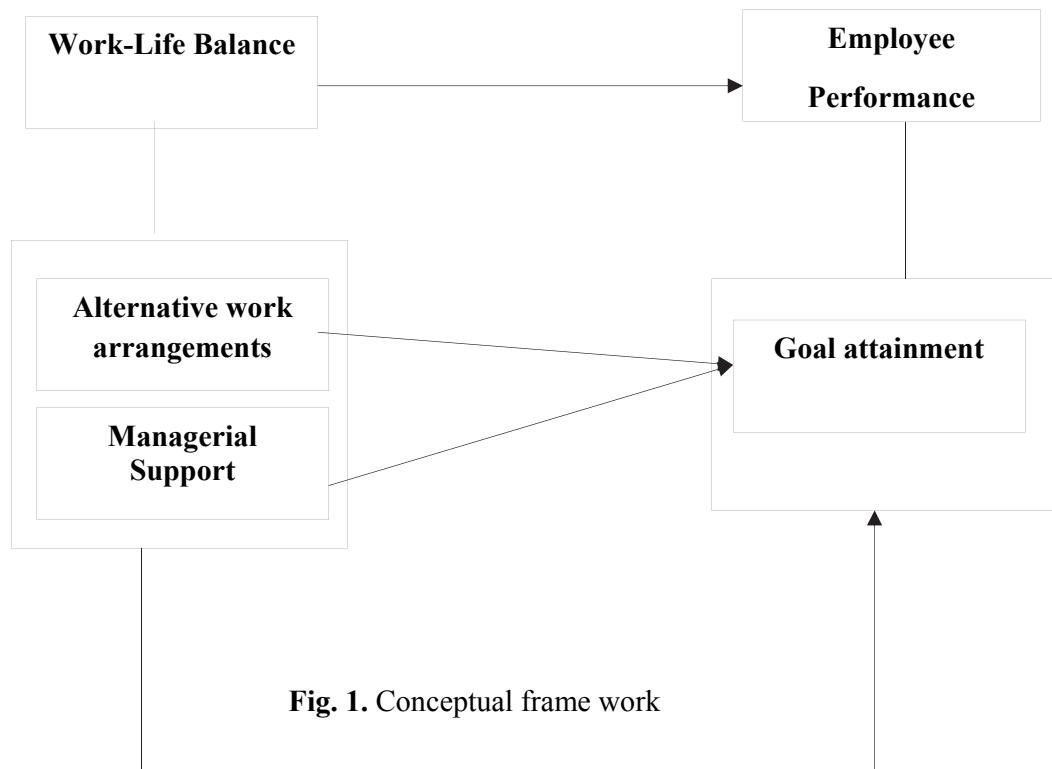 Work-Life Balance
Employee
Performance
Alternative work
arrangements
Goal attainment
Managerial
Support
Fig. 1. Conceptual frame work